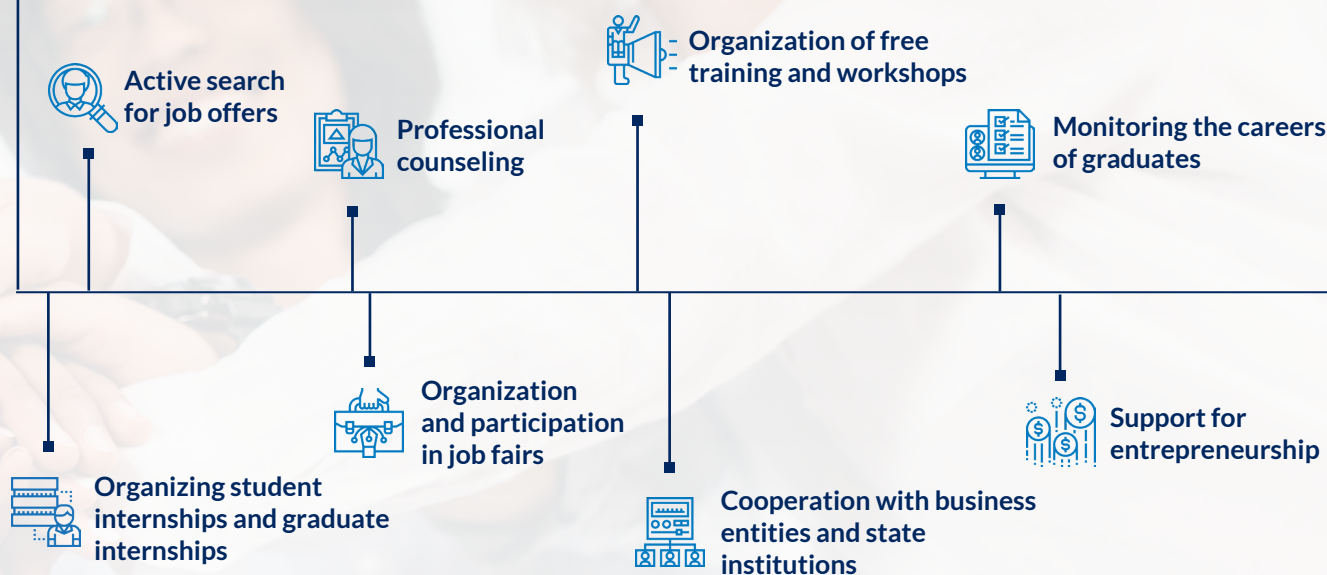 Active search
for job offers
Professional
counseling
Organization of free
training and workshops
Monitoring the careers
of graduates
Organizing student
internships and graduate
internships
Organization
and participation
in job fairs
Cooperation with business
entities and state
institutions
Support for
entrepreneurship